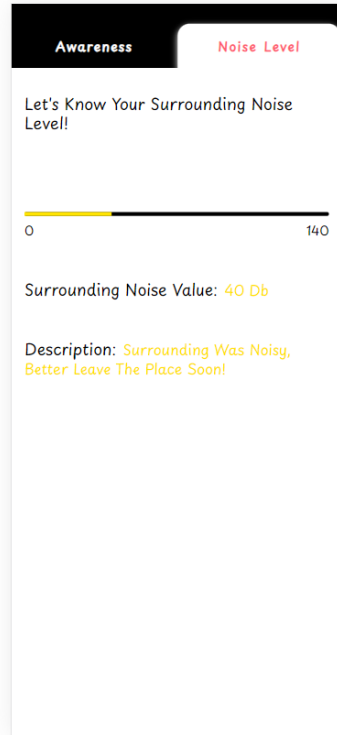 Awareness
Noise Level
Let's Know Your Surrounding Noise
Level!
0
140
Surrounding Noise Value: 40 Db
Description: Surrounding Was Noisy,
Better Leave The Place Soon!